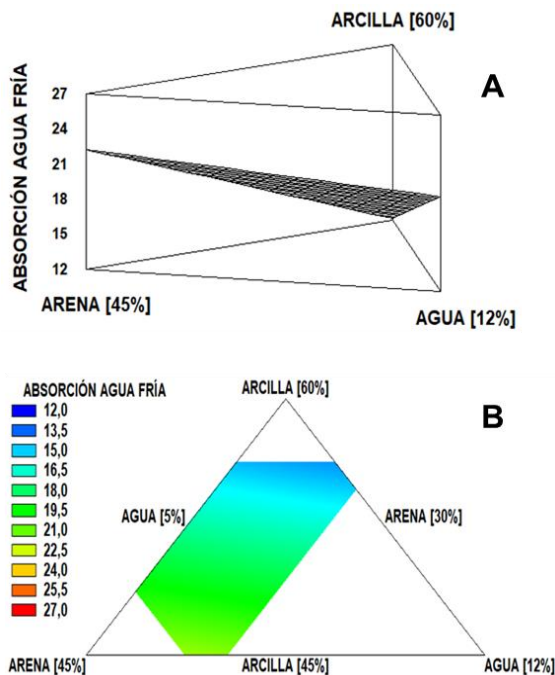 ARCILLA [60%]
A
ABSORCIÓN AGUA FRÍA
27
24
21
18
15
12
ARENA [45%]
AGUA [12%]
B
ABSORCIÓN AGUA FRÍA
ARCILLA [60%]
12,0
13,5
15,0
16,5
18,0
19,5
21,0
22,5
24,0
25,5
27,0
AGUA [5%]
ARENA [30%]
ARENA [45%]
ARCILLA [45%]
AGUA [12%]